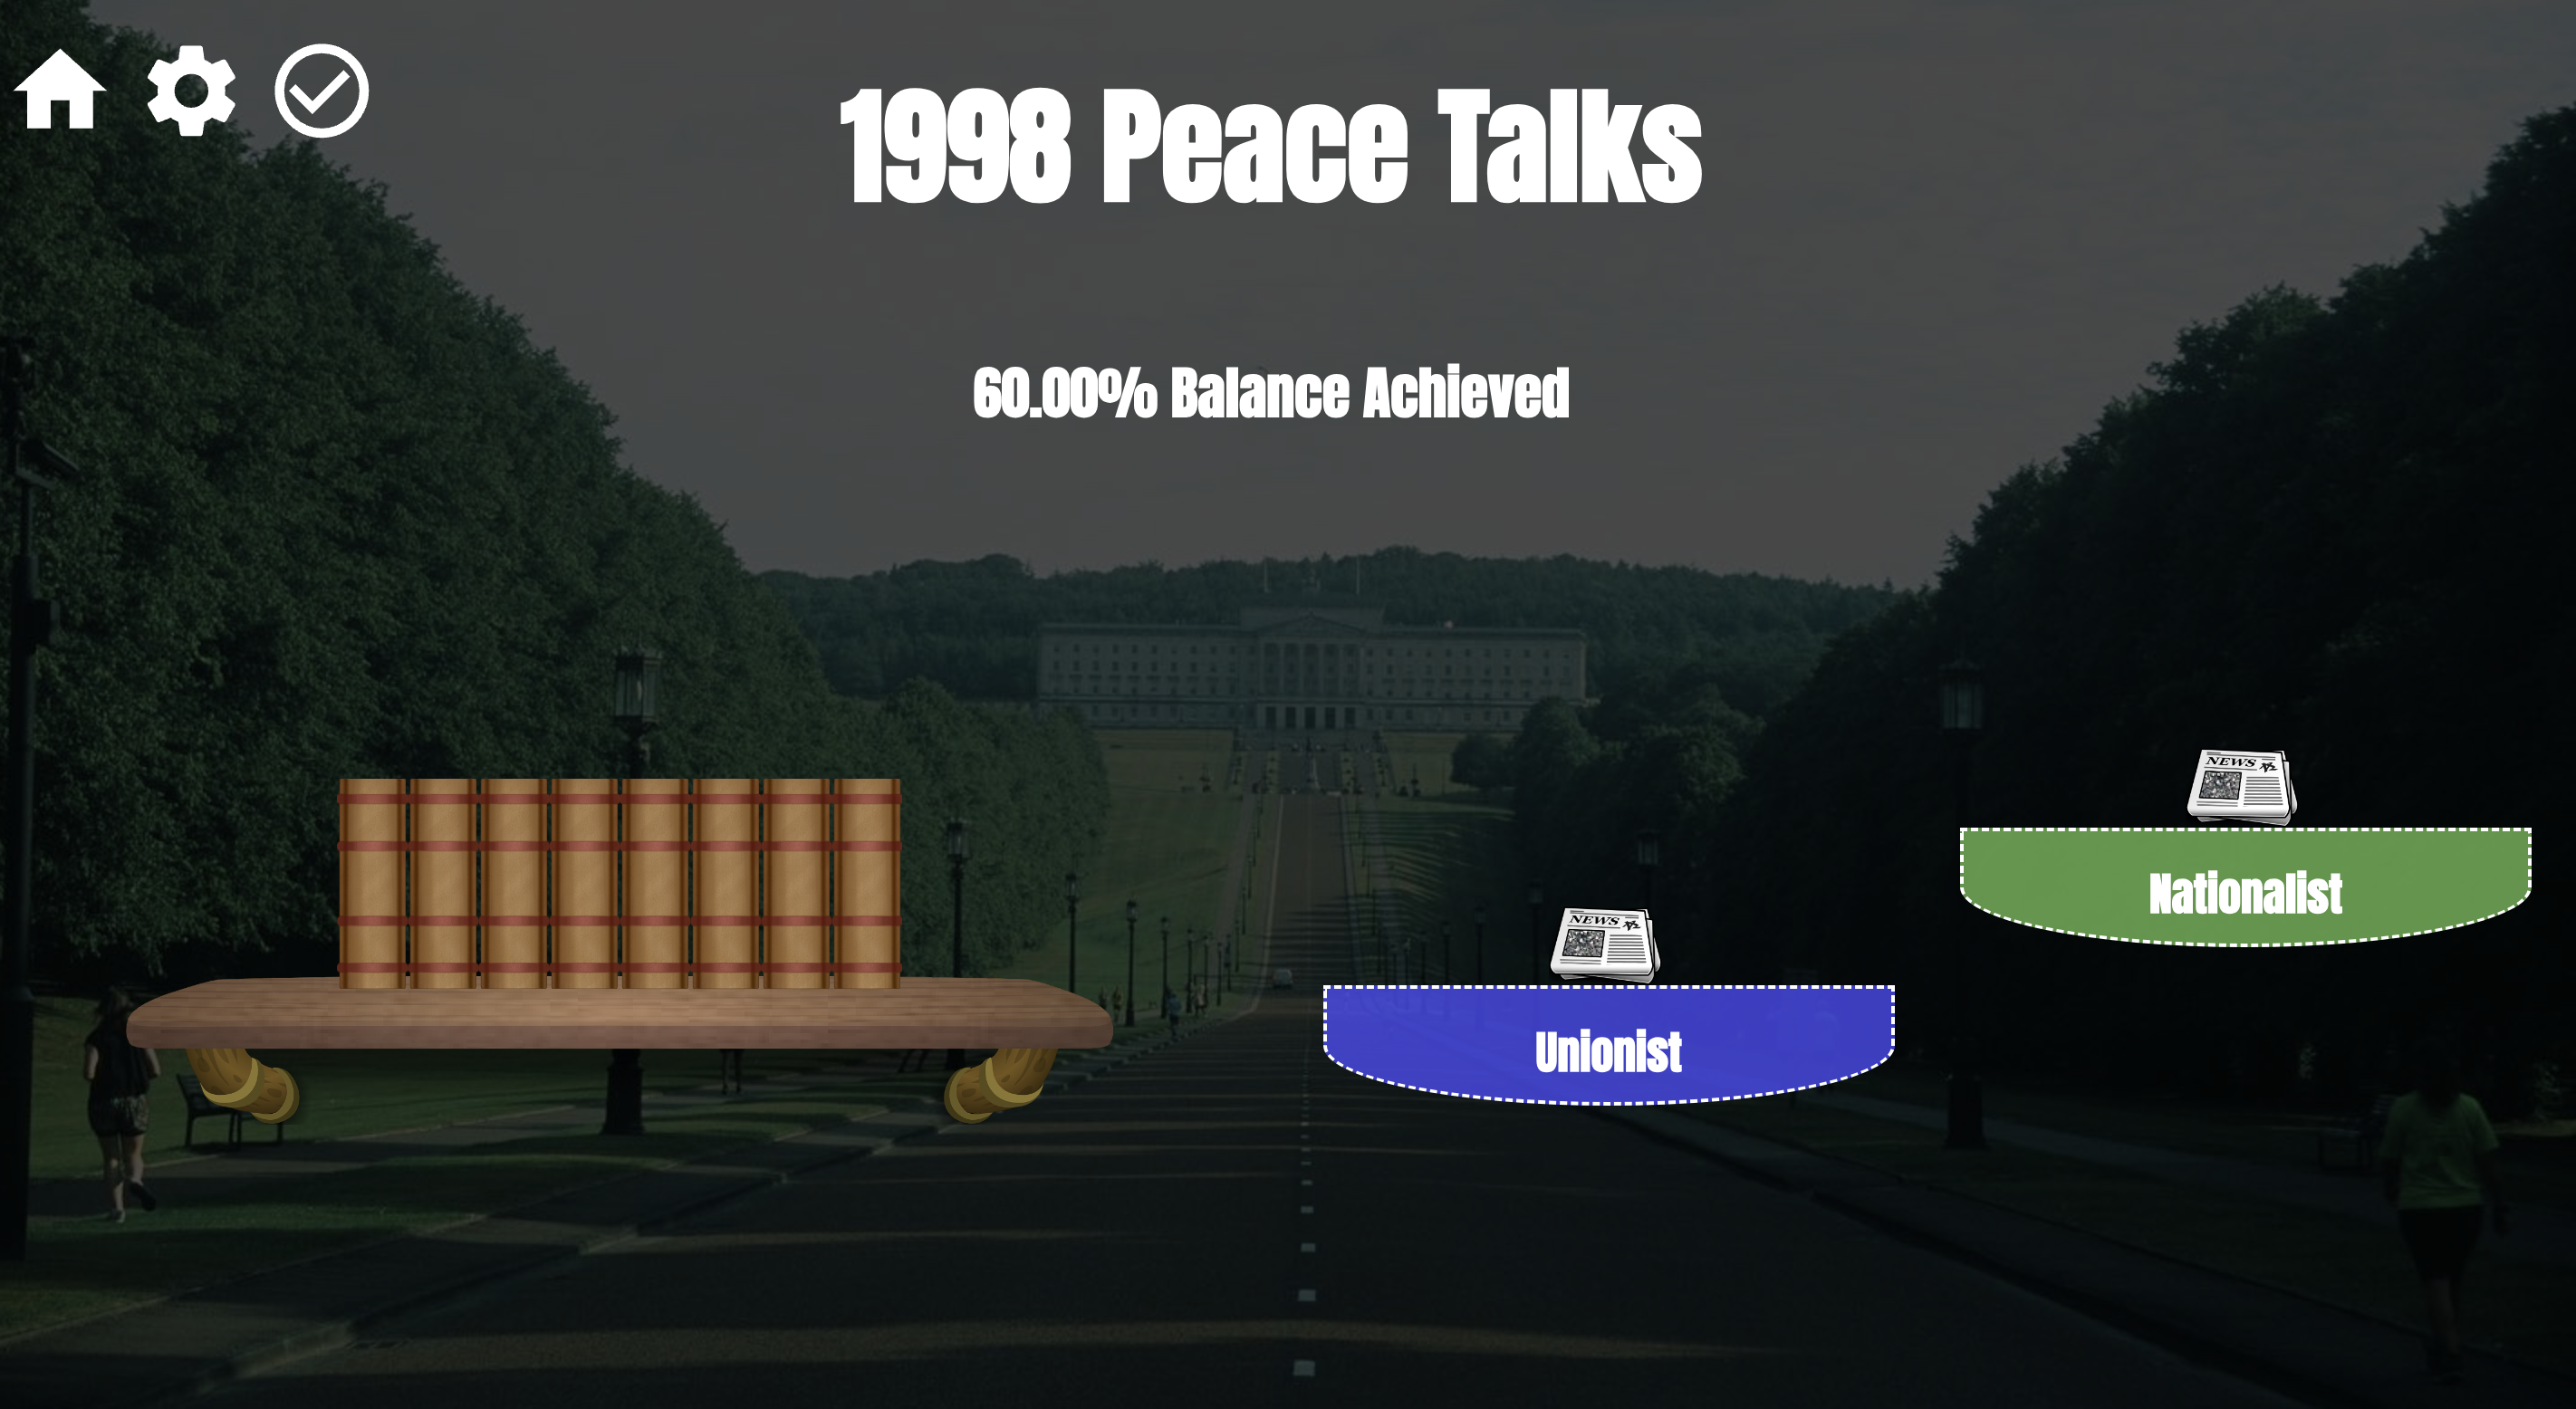 1998 Peace Talks
60.00% Balance Achieved
NEWS
Nationalist
NEWS
Unionist